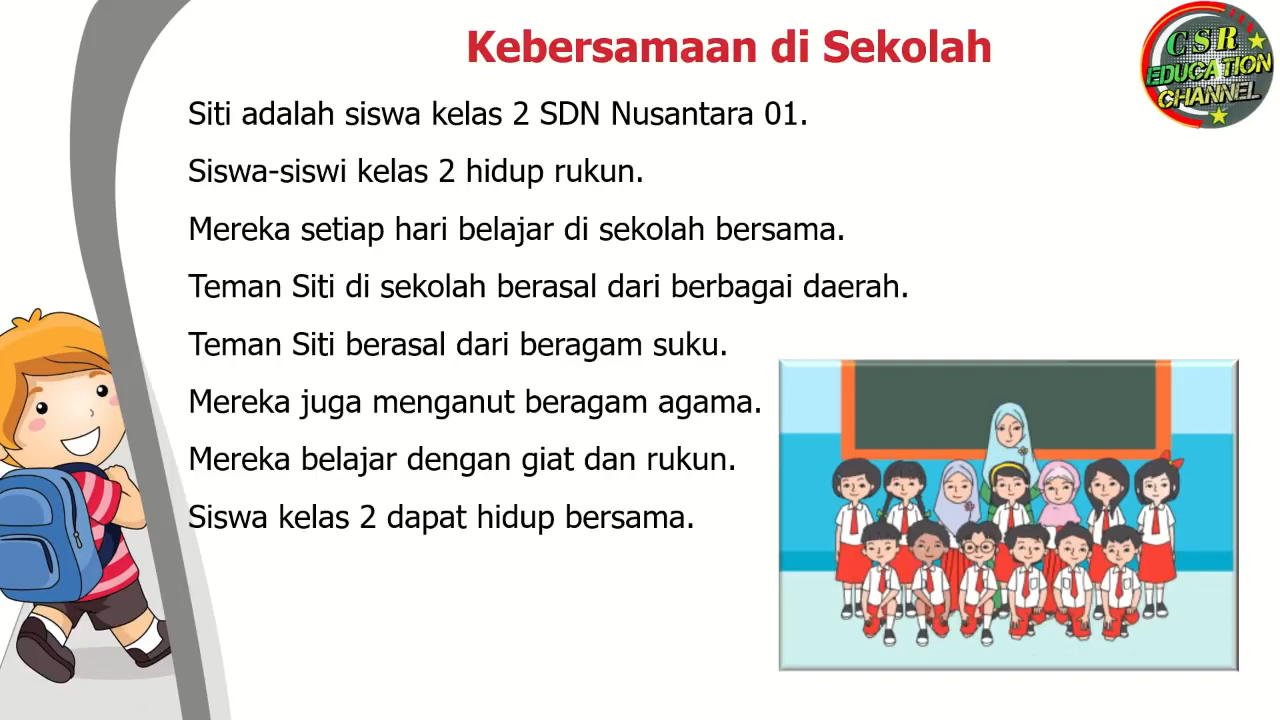 Kebersamaan di Sekolah
CSR
EDUCATION
CHANNEL
Siti adalah siswa kelas 2 SDN Nusantara 01.
Siswa-siswi kelas 2 hidup rukun.
Mereka setiap hari belajar di sekolah bersama.
Teman Siti di sekolah berasal dari berbagai daerah.
Teman Siti berasal dari beragam suku.
Mereka juga menganut beragam agama.
Mereka belajar dengan giat dan rukun.
Siswa kelas 2 dapat hidup bersama.